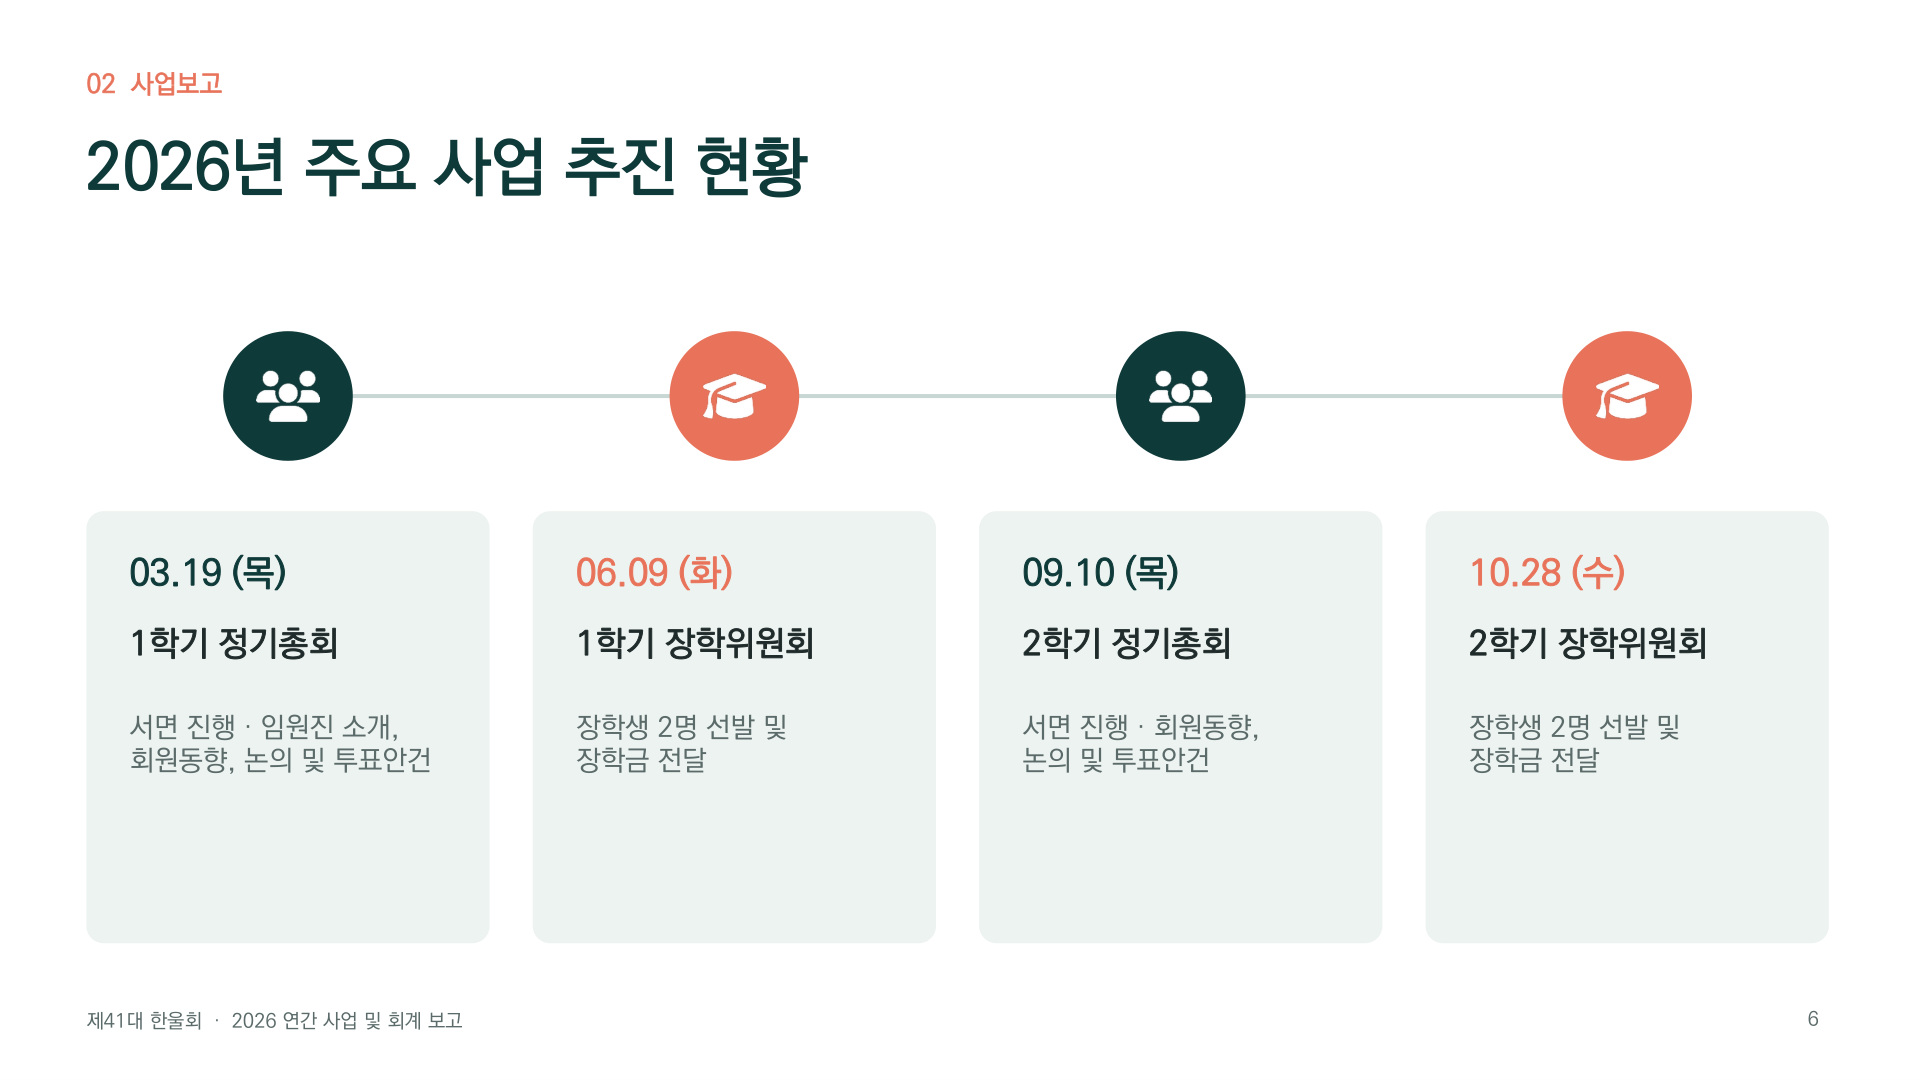 02 사업보고
2026년 주요 사업 추진 현황
03.19 (목)
1학기 정기총회
서면 진행 · 임원진 소개,
회원동향, 논의 및 투표안건
06.09 (화)
1학기 장학위원회
장학생 2명 선발 및
장학금 전달
09.10 (목)
2학기 정기총회
서면 진행 · 회원동향,
논의 및 투표안건
10.28 (수)
2학기 장학위원회
장학생 2명 선발 및
장학금 전달
제41대 한울회 · 2026 연간 사업 및 회계 보고
6